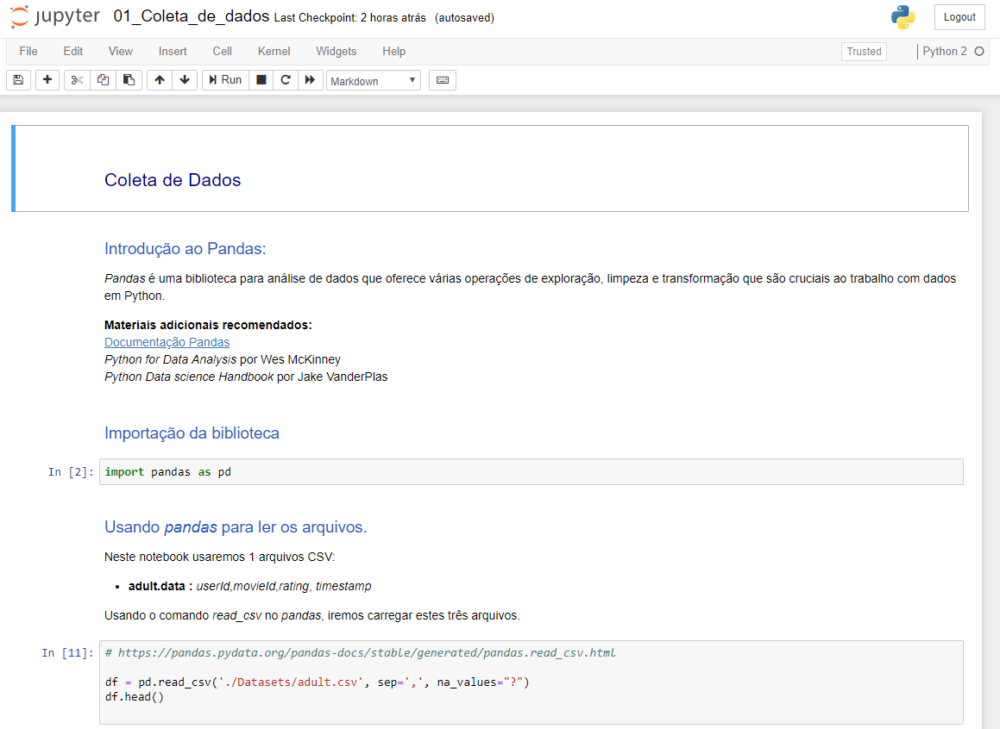 jupyter 01_Coleta_de_dados Last Checkpoint: 2 horas atrás (autosaved)
Logout
File Edit View Insert Cell Kernel Widgets Help
Trusted
Python 2
Run
Markdown
Coleta de Dados
Introdução ao Pandas:
Pandas é uma biblioteca para análise de dados que oferece várias operações de exploração, limpeza e transformação que são cruciais ao trabalho com dados
em Python.
Materiais adicionais recomendados:
Documentação Pandas
Python for Data Analysis por Wes McKinney
Python Data science Handbook por Jake VanderPlas
Importação da biblioteca
In [2]: import pandas as pd
Usando pandas para ler os arquivos.
Neste notebook usaremos 1 arquivos CSV:
• adult.data : userId,movieId,rating, timestamp
Usando o comando read_csv no pandas, iremos carregar estes três arquivos.
In [11]: # https://pandas.pydata.org/pandas-docs/stable/generated/pandas.read_csv.html
df = pd.read_csv('./Datasets/adult.csv', sep=',', na_values="?")
df.head()